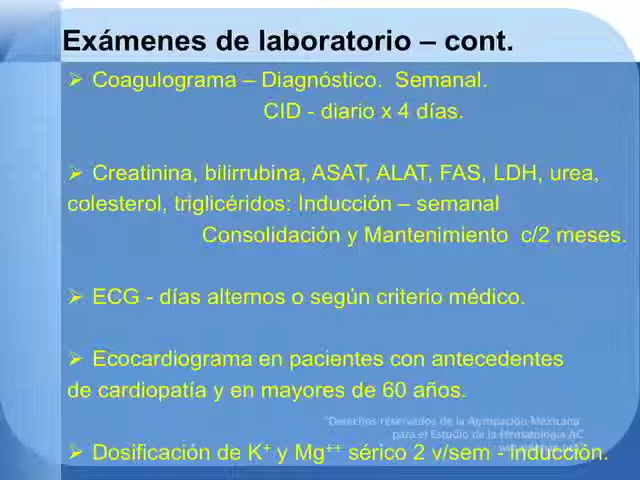 Exámenes de laboratorio – cont.
➢ Coagulograma – Diagnóstico. Semanal.
CID - diario x 4 días.
➢ Creatinina, bilirrubina, ASAT, ALAT, FAS, LDH, urea,
colesterol, triglicéridos: Inducción – semanal
Consolidación y Mantenimiento c/2 meses.
➢ ECG - días alternos o según criterio médico.
➢ Ecocardiograma en pacientes con antecedentes
de cardiopatía y en mayores de 60 años.
"Derechos reservados de la Agrupación Mexicana
para el Estudio de la Hematología AC
➢ Dosificación de K⁺ y Mg⁺⁺ sérico 2 v/sem - inducción.